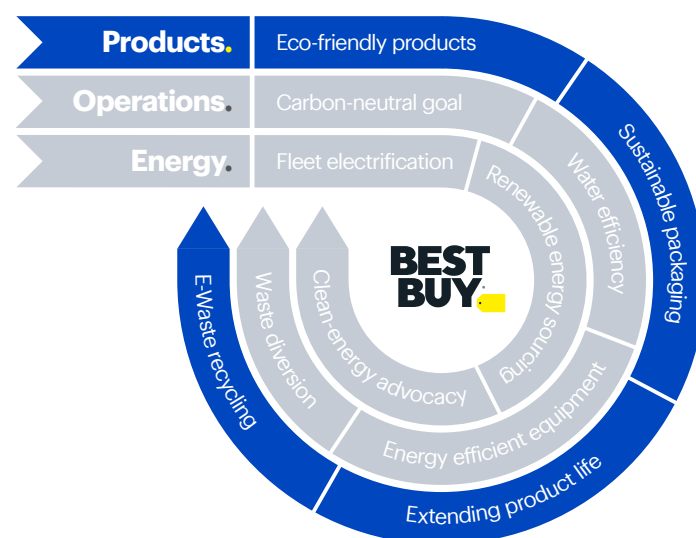 Products.
Eco-friendly products
Sustainable packaging
Extending product life
E-Waste recycling
Operations.
Carbon-neutral goal
Water efficiency
Energy efficient equipment
Waste diversion
Energy.
Fleet electrification
Renewable energy sourcing
Clean-energy advocacy
BEST
BUY